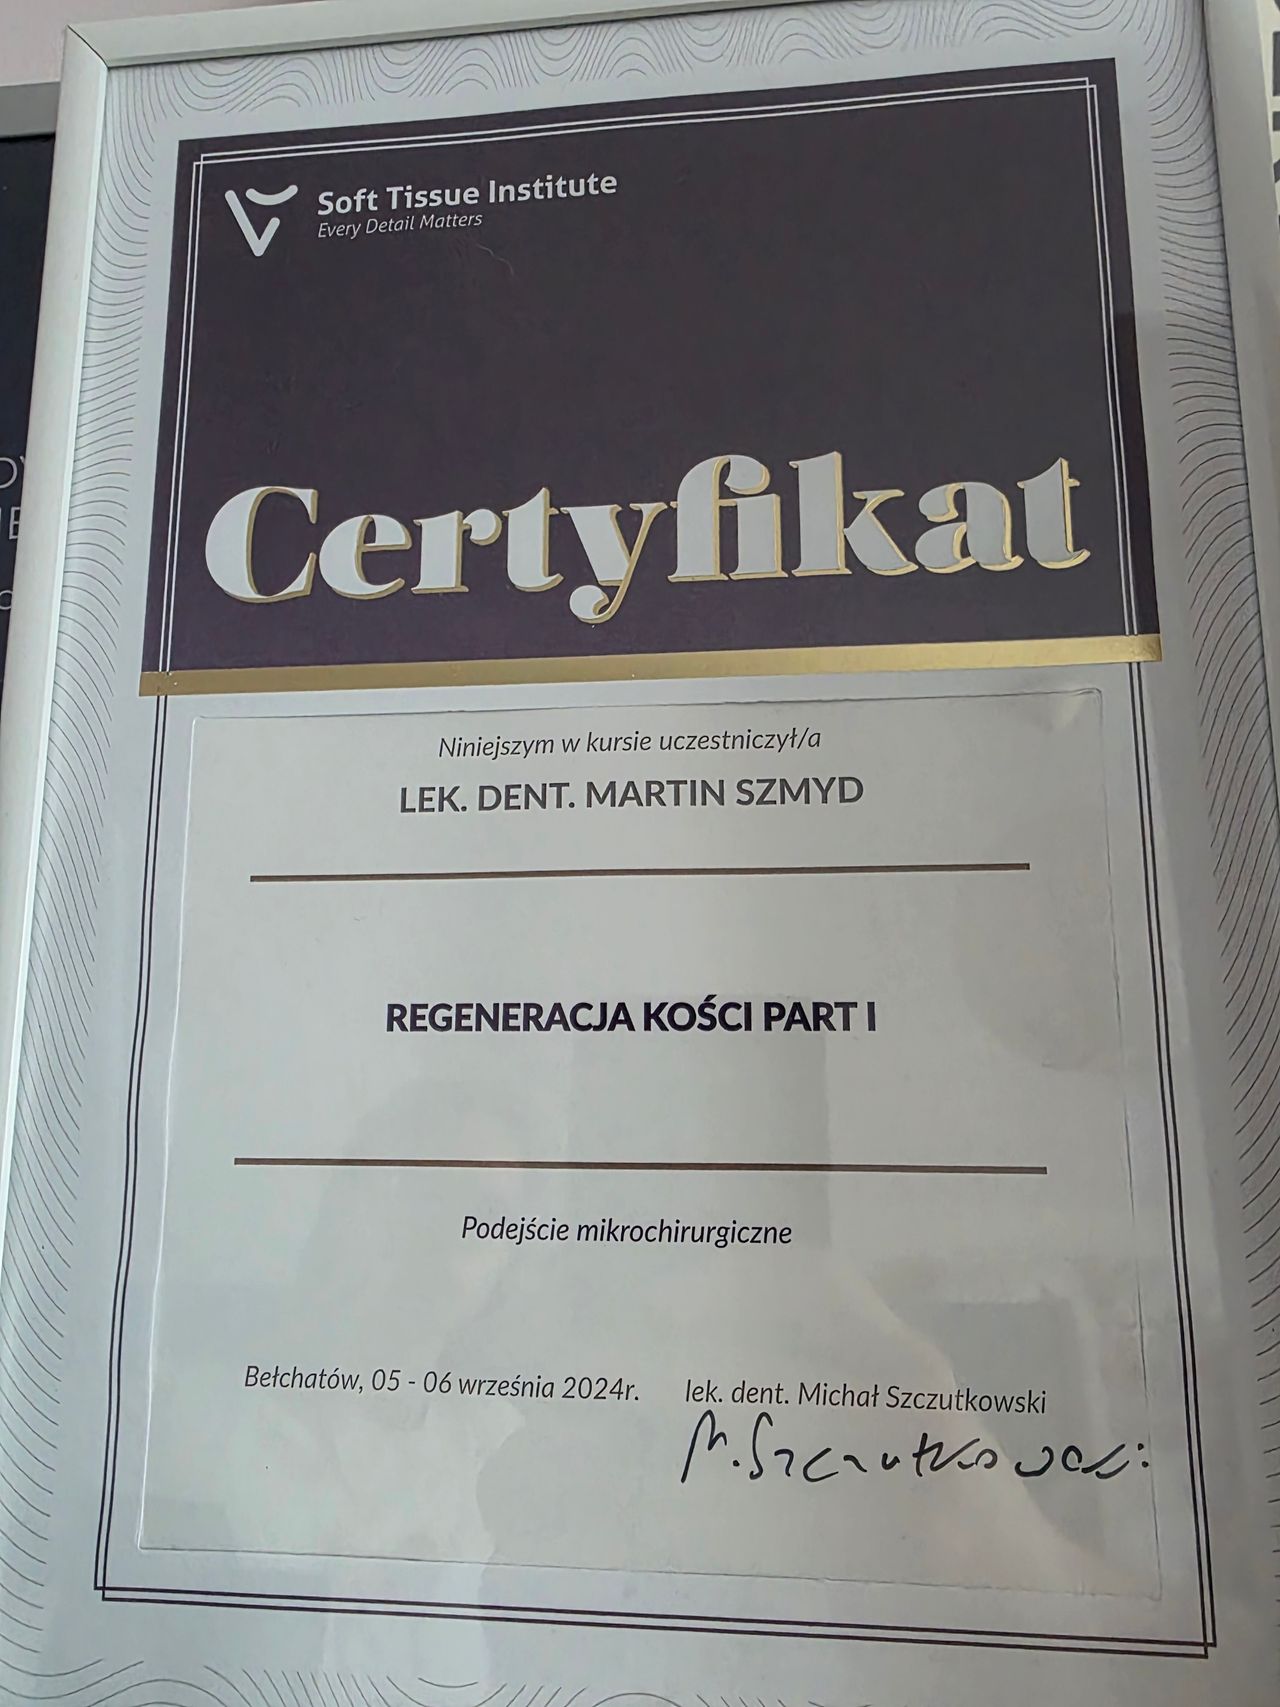 Soft Tissue Institute
Every Detail Matters
Certyfikat
Niniejszym w kursie uczestniczył/a
LEK. DENT. MARTIN SZMYD
REGENERACJA KOŚCI PART I
Podejście mikrochirurgiczne
Bełchatów, 05 - 06 września 2024r.
lek. dent. Michał Szczutkowski
M. Szczutkowski